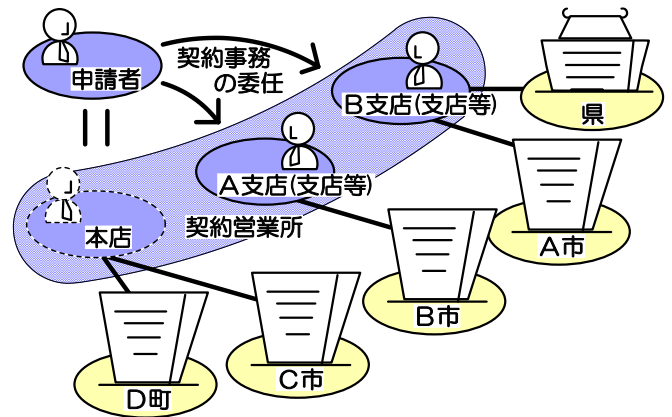 申請者
契約事務
の委任
B支店(支店等)
県
A支店(支店等)
A市
契約営業所
本店
B市
C市
D町